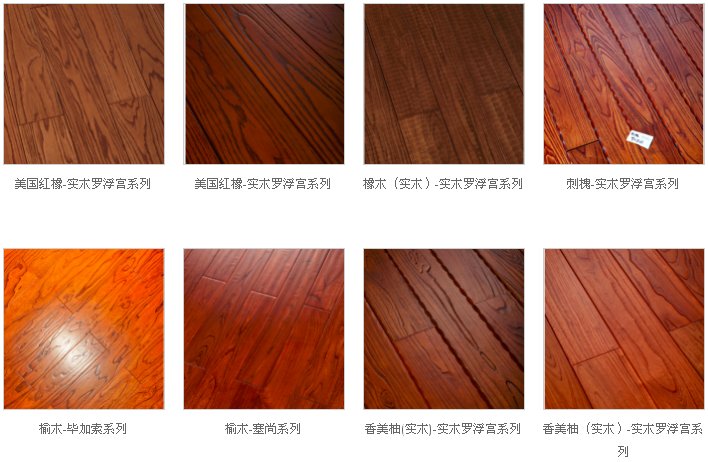 美国红橡-实木罗浮宫系列
美国红橡-实木罗浮宫系列
橡木（实木）-实木罗浮宫系列
刺槐-实木罗浮宫系列
榆木-毕加索系列
榆木-塞尚系列
香美柚(实木)-实木罗浮宫系列
香美柚（实木）-实木罗浮宫系
列